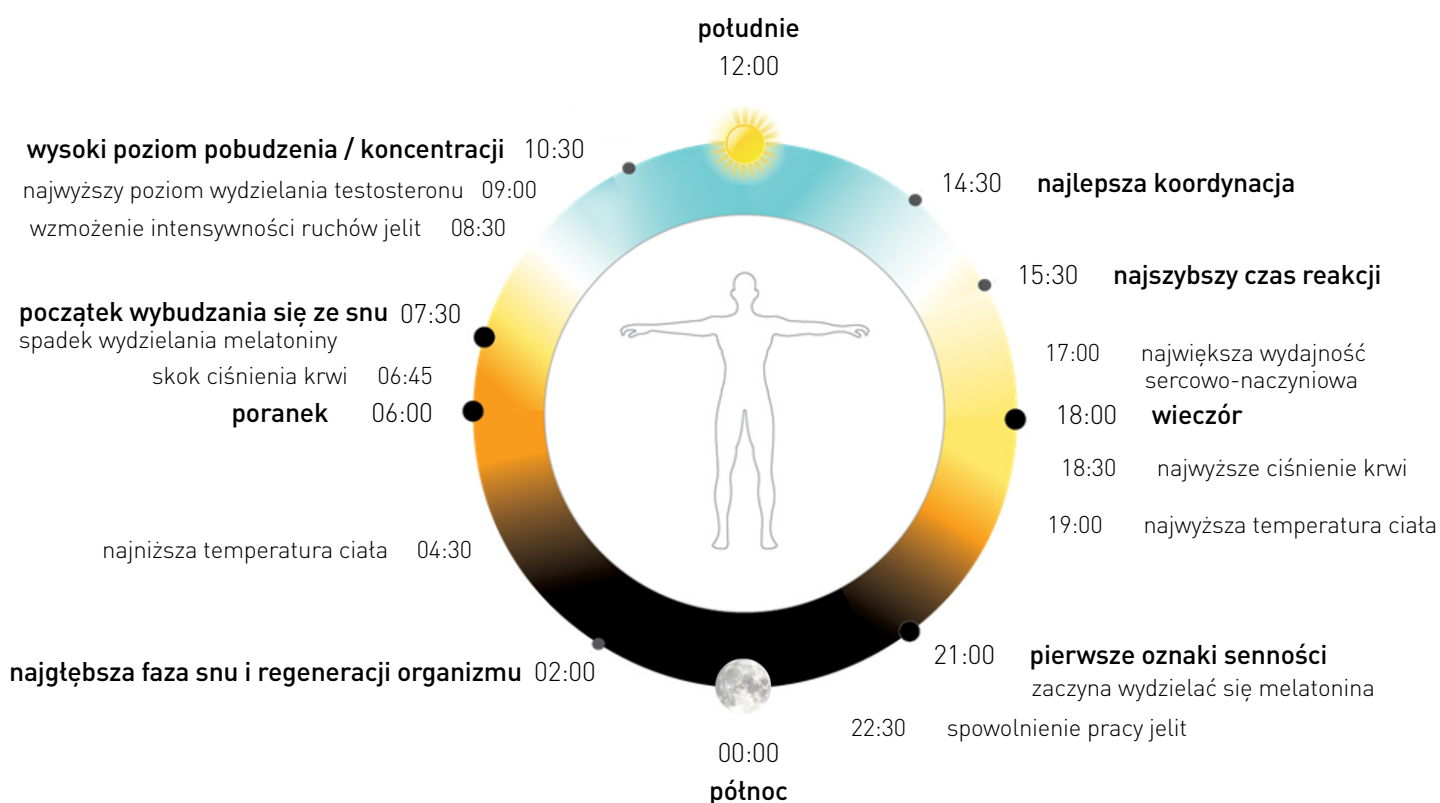 południe
12:00
wysoki poziom pobudzenia / koncentracji 10:30
najwyższy poziom wydzielania testosteronu 09:00
wzmożenie intensywności ruchów jelit 08:30
początek wybudzania się ze snu 07:30
spadek wydzielania melatoniny
skok ciśnienia krwi 06:45
poranek 06:00
najniższa temperatura ciała 04:30
najgłębsza faza snu i regeneracji organizmu 02:00
14:30 najlepsza koordynacja
15:30 najszybszy czas reakcji
17:00 największa wydajność
sercowo-naczyniowa
18:00 wieczór
18:30 najwyższe ciśnienie krwi
19:00 najwyższa temperatura ciała
21:00 pierwsze oznaki senności
zaczyna wydzielać się melatonina
22:30 spowolnienie pracy jelit
00:00
północ